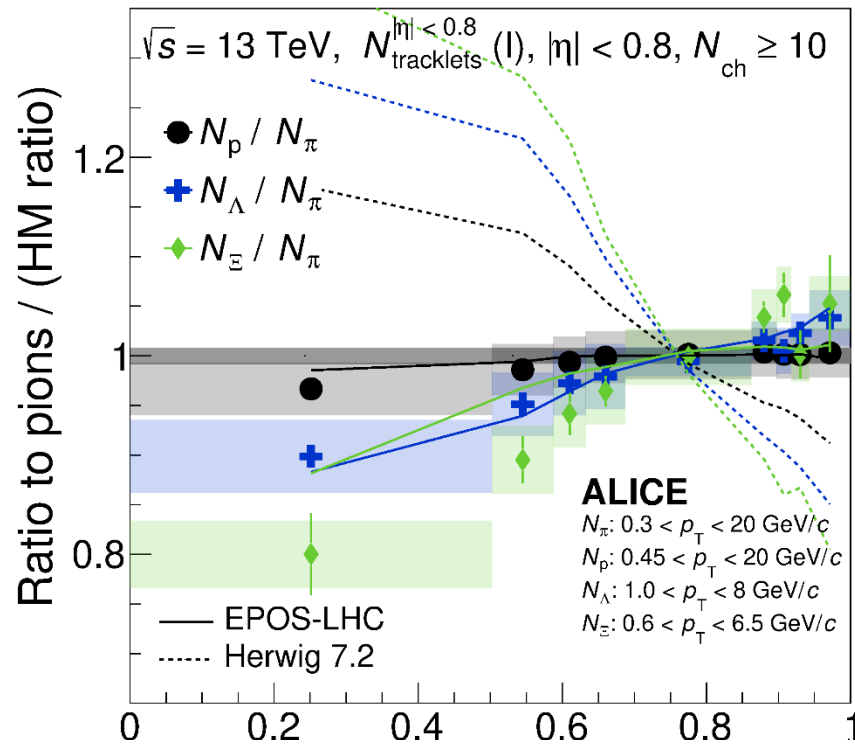 √s = 13 TeV, N_tracklets^|η| < 0.8 (I), |η| < 0.8, N_ch ≥ 10
Ratio to pions / (HM ratio)
N_p / N_π
N_Λ / N_π
N_Ξ / N_π
1.2
1
0.8
ALICE
N_π: 0.3 < p_T < 20 GeV/c
N_p: 0.45 < p_T < 20 GeV/c
N_Λ: 1.0 < p_T < 8 GeV/c
N_Ξ: 0.6 < p_T < 6.5 GeV/c
EPOS-LHC
Herwig 7.2
0 0.2 0.4 0.6 0.8 1